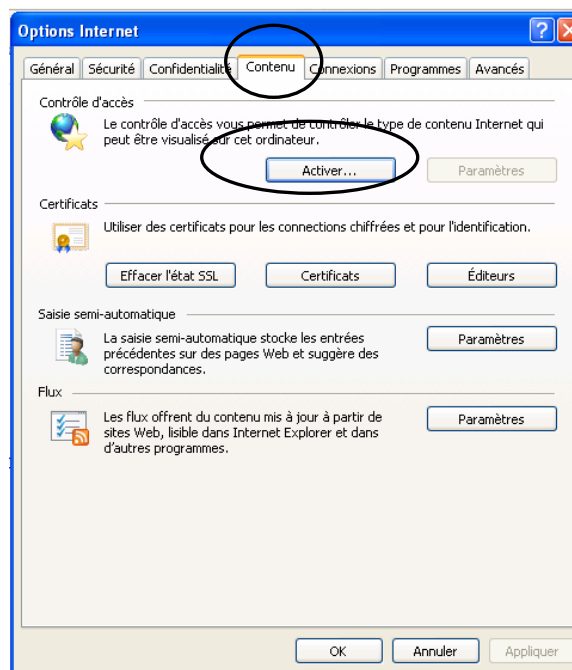 Options Internet
Général Sécurité Confidentialité Contenu Connexions Programmes Avancés
Contrôle d'accès
Le contrôle d'accès vous permet de contrôler le type de contenu Internet qui
peut être visualisé sur cet ordinateur.
Activer... Paramètres
Certificats
Utiliser des certificats pour les connections chiffrées et pour l'identification.
Effacer l'état SSL Certificats Éditeurs
Saisie semi-automatique
La saisie semi-automatique stocke les entrées
précédentes sur des pages Web et suggère des
correspondances.
Paramètres
Flux
Les flux offrent du contenu mis à jour à partir de
sites Web, lisible dans Internet Explorer et dans
d'autres programmes.
Paramètres
OK Annuler Appliquer